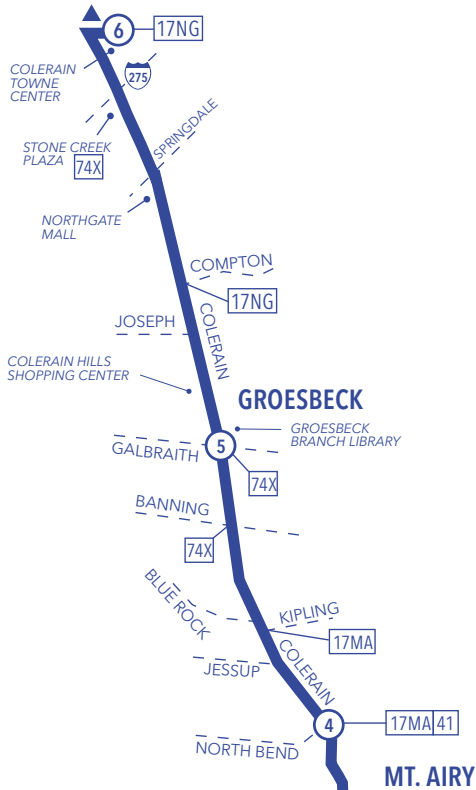 6
17NG
COLERAIN
TOWNE
CENTER
275
STONE CREEK
PLAZA
74X
SPRINGDALE
NORTHGATE
MALL
COMPTON
17NG
JOSEPH
COLERAIN
COLERAIN HILLS
SHOPPING CENTER
GROESBECK
GROESBECK
BRANCH LIBRARY
5
GALBRAITH
74X
BANNING
74X
BLUE ROCK
KIPLING
17MA
COLERAIN
JESSUP
4
17MA 41
NORTH BEND
MT. AIRY